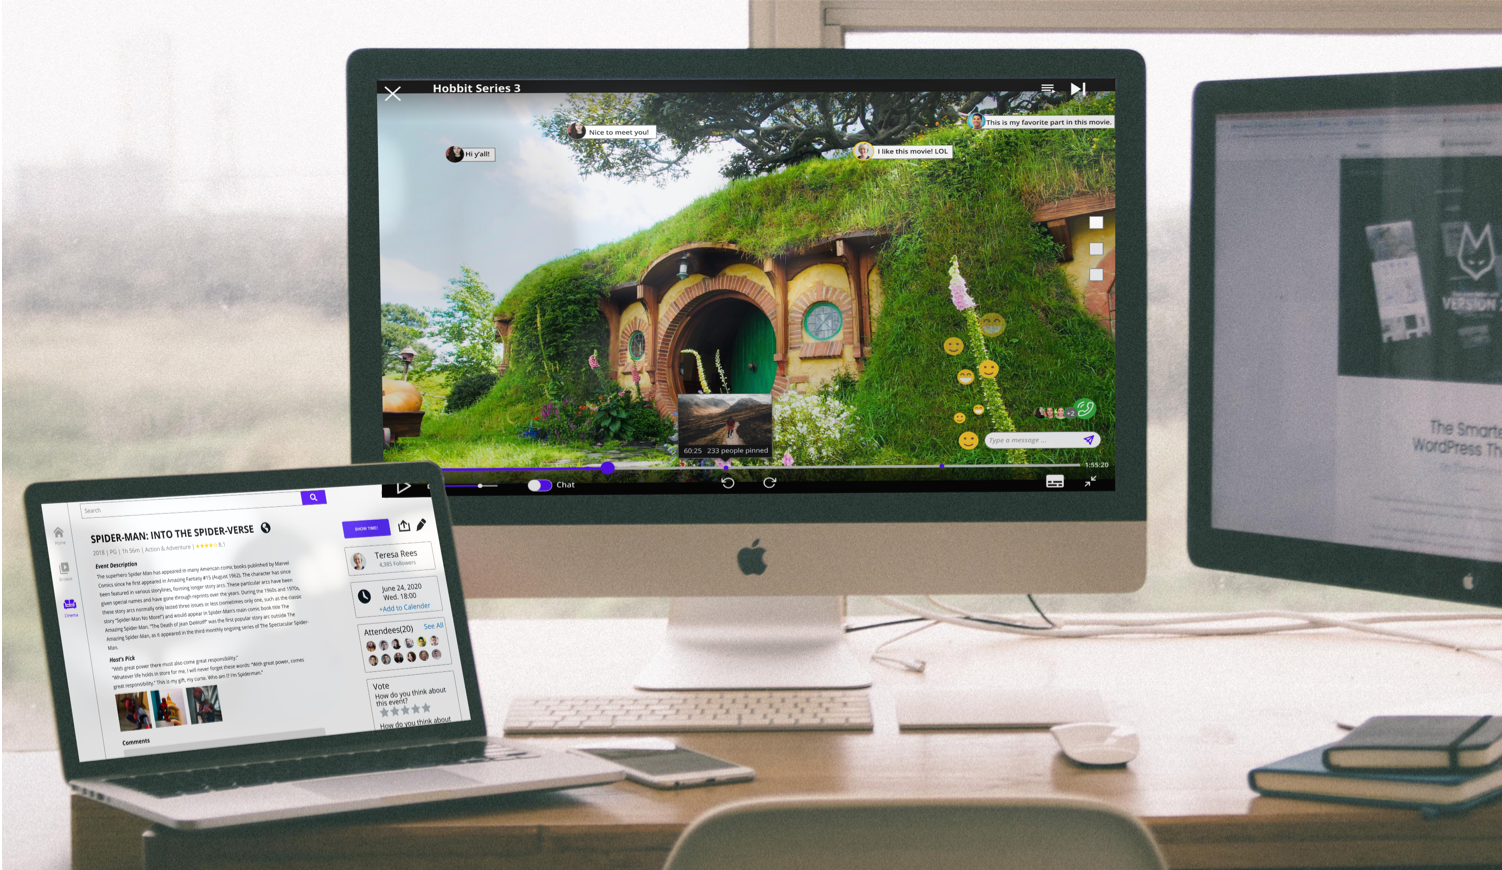 Hobbit Series 3
Nice to meet you!
This is my favorite part in this movie.
Hi y'all!
I like this movie! LOL
+2
Type a message ...
60:25 233 people pinned
1:55:20
Chat
VERSION
The Smarte
WordPress Th
Search
SPIDER-MAN: INTO THE SPIDER-VERSE
2018 | PG | 1h 56m | Action & Adventure | 8.1
Event Description
The superhero Spider-Man has appeared in many American comic books published by Marvel
Comics since he first appeared in Amazing Fantasy #15 (August 1962). The character has since
been featured in various storylines, forming longer story arcs. These particular arcs have been
given special names and have gone through reprints over the years. During the 1960s and 1970s,
these story arcs normally only lasted three issues or less (sometimes only one, such as the classic
story "Spider-Man No More!") and would appear in Spider-Man's main comic book title The
Amazing Spider-Man. "The Death of Jean DeWolff" was the first popular story arc outside The
Amazing Spider-Man, as it appeared in the third monthly ongoing series of The Spectacular Spider-
Man.
Host's Pick
"With great power there must also come great responsibility."
"Whatever life holds in store for me, I will never forget these words: "With great power, comes
great responsibility." This is my gift, my curse. Who am I? I'm Spiderman."
Comments
Home
Cinema
SHOW TIME!
Teresa Rees
4,385 Followers
June 24, 2020
Wed. 18:00
+Add to Calender
Attendees(20) See All
Vote
How do you think about
this event?
How do you think about